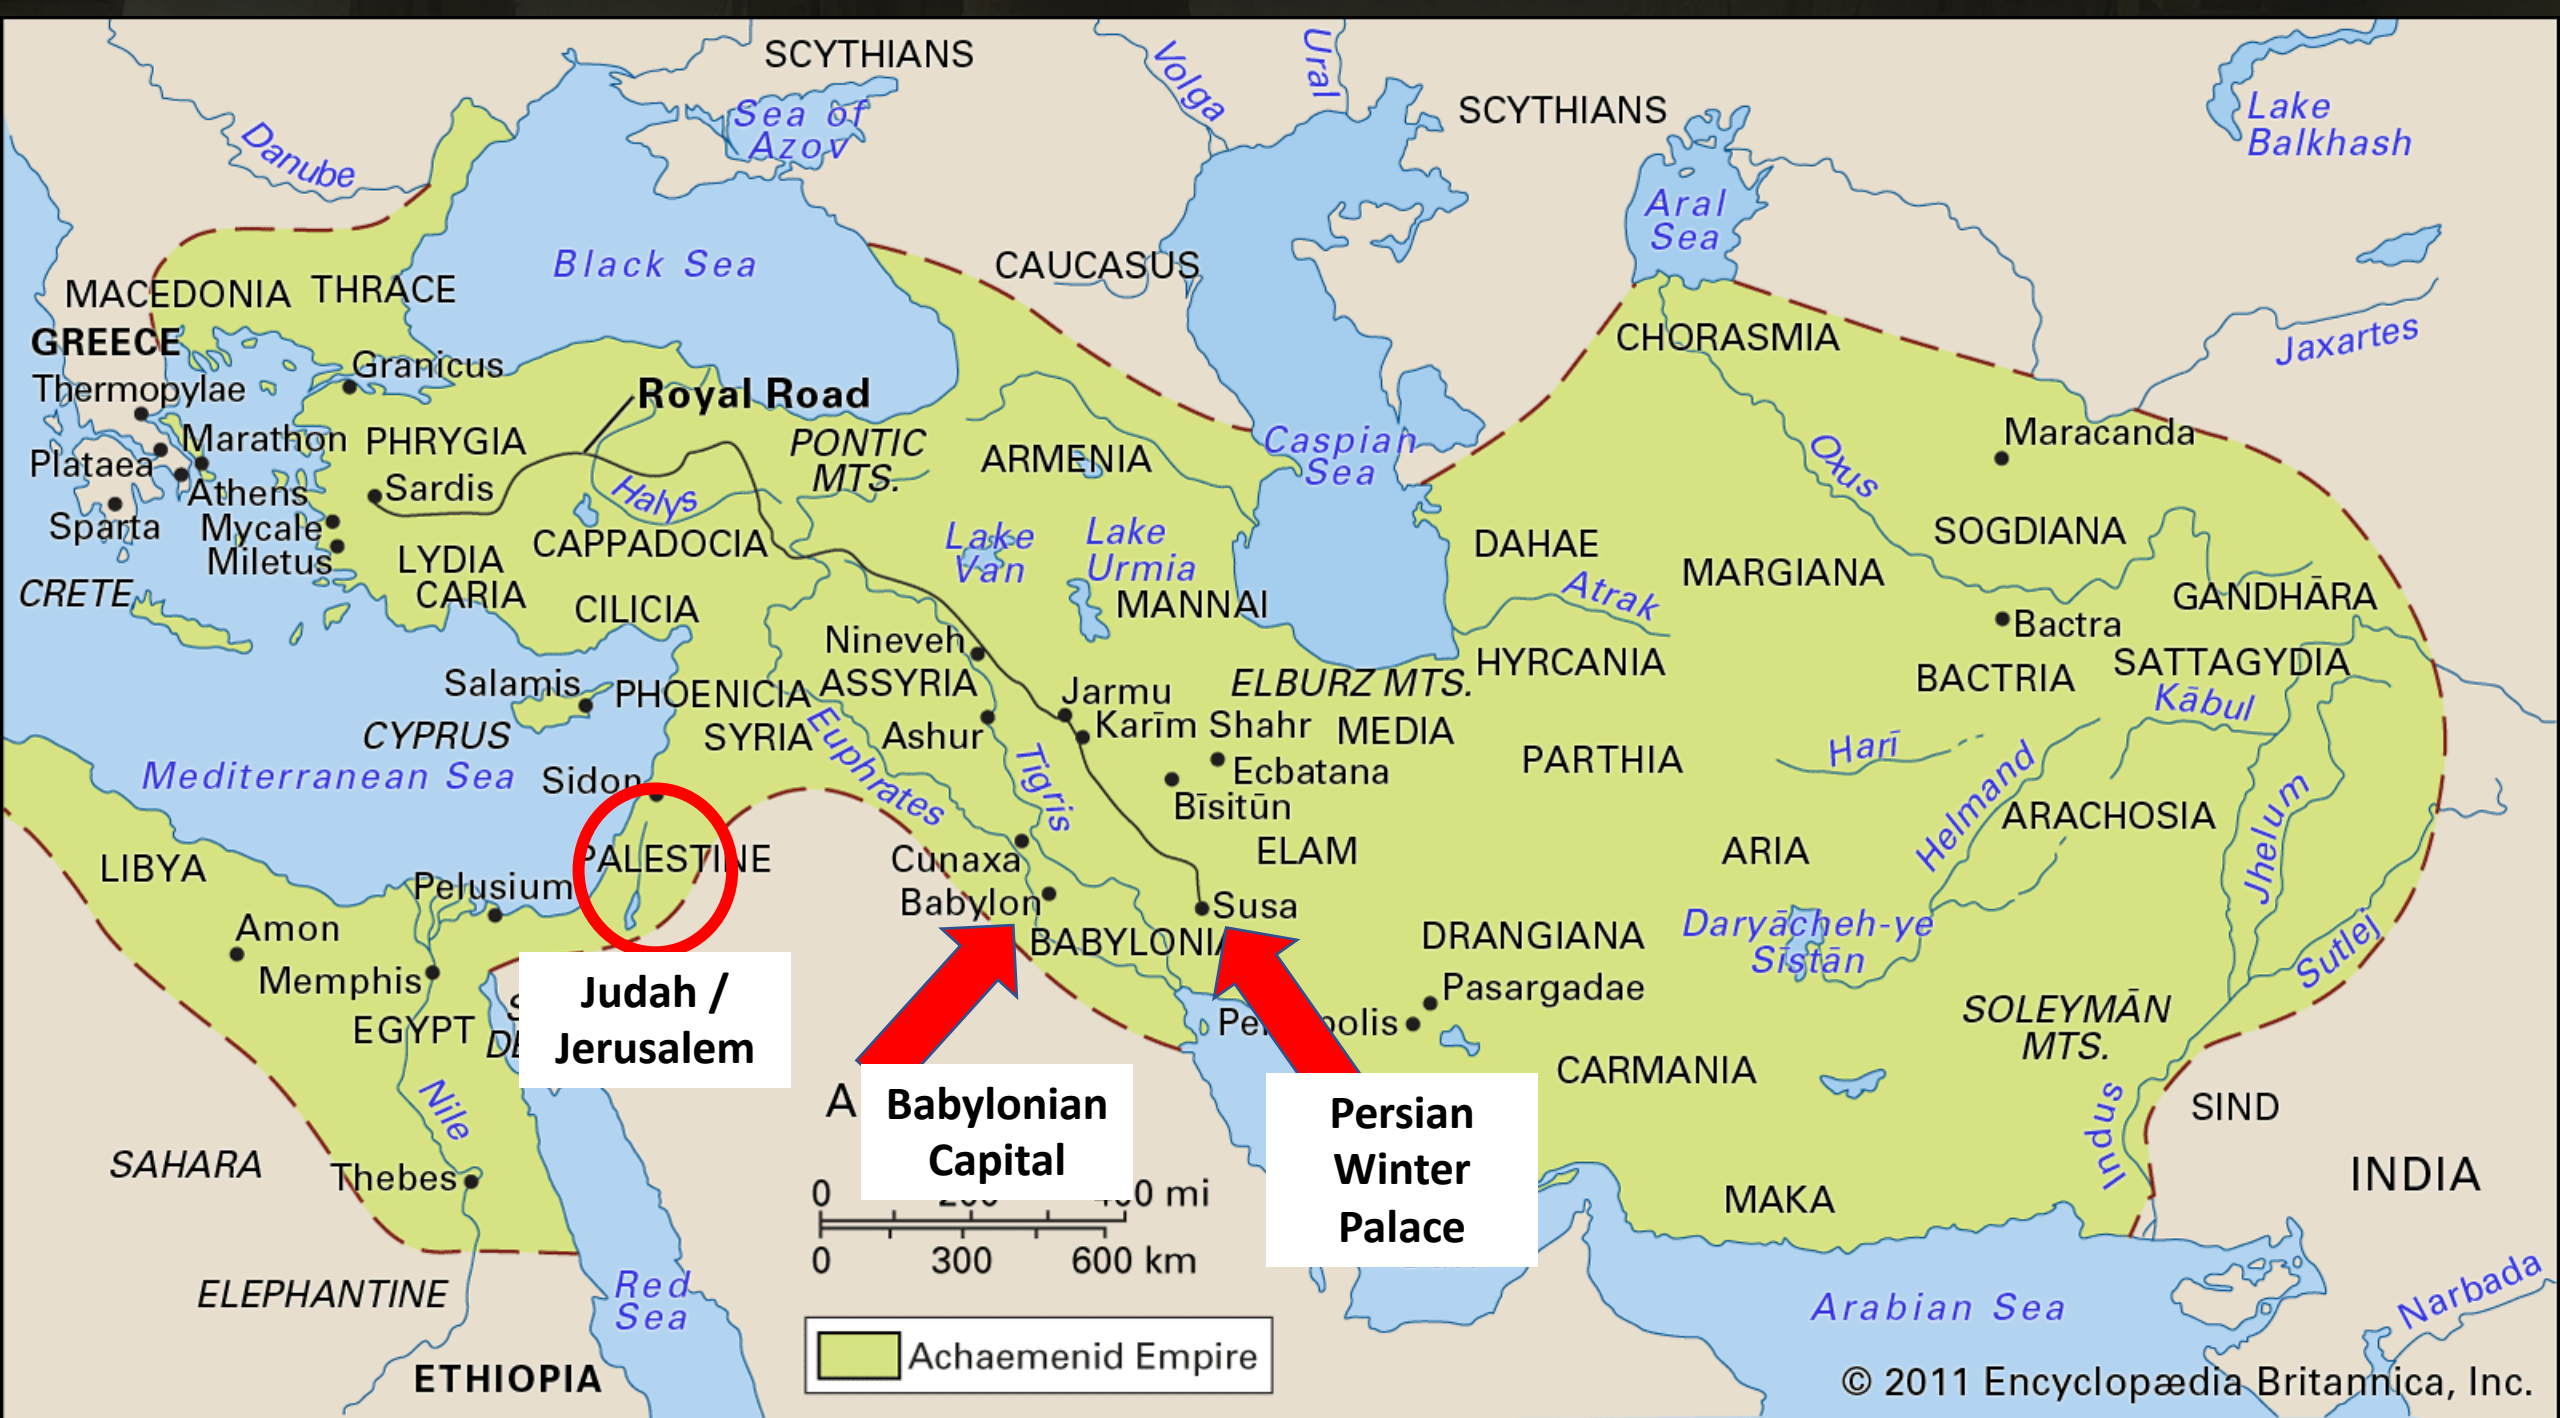 SCYTHIANS
Volga
Ural
SCYTHIANS
Lake
Balkhash
Sea of
Azov
Danube
Aral
Sea
Black Sea
CAUCASUS
MACEDONIA
THRACE
GREECE
CHORASMIA
Jaxartes
Granicus
Thermopylae
Royal Road
Marathon
PHRYGIA
PONTIC
MTS.
ARMENIA
Caspian
Sea
Maracanda
Plataea
Sardis
Athens
Halys
Oxus
Sparta
Mycale
Miletus
LYDIA
CARIA
CAPPADOCIA
Lake
Van
Lake
Urmia
MANNAI
DAHAE
SOGDIANA
MARGIANA
CRETE
CILICIA
Atrak
GANDHĀRA
Nineveh
Bactra
ASSYRIA
ELBURZ MTS.
HYRCANIA
BACTRIA
SATTAGYDIA
Salamis
PHOENICIA
Jarmu
Kābul
CYPRUS
SYRIA
Euphrates
Ashur
Karīm Shahr
MEDIA
Mediterranean Sea
Sidon
Tigris
Ecbatana
Bīsitūn
PARTHIA
Harī
Helmand
ARACHOSIA
Jhelum
LIBYA
PALESTINE
Cunaxa
ELAM
ARIA
Pelusium
Babylon
Susa
Amon
BABYLONIA
DRANGIANA
Daryācheh-ye
Sīstān
Sutlej
Memphis
Judah /
Jerusalem
Pasargadae
EGYPT
SOLEYMĀN
MTS.
CARMANIA
Nile
Babylonian
Capital
Persian
Winter
Palace
Indus
SIND
SAHARA
Thebes
INDIA
MAKA
0
mi
0 300 600 km
ELEPHANTINE
Red
Sea
Arabian Sea
Narbada
Achaemenid Empire
ETHIOPIA
© 2011 Encyclopædia Britannica, Inc.